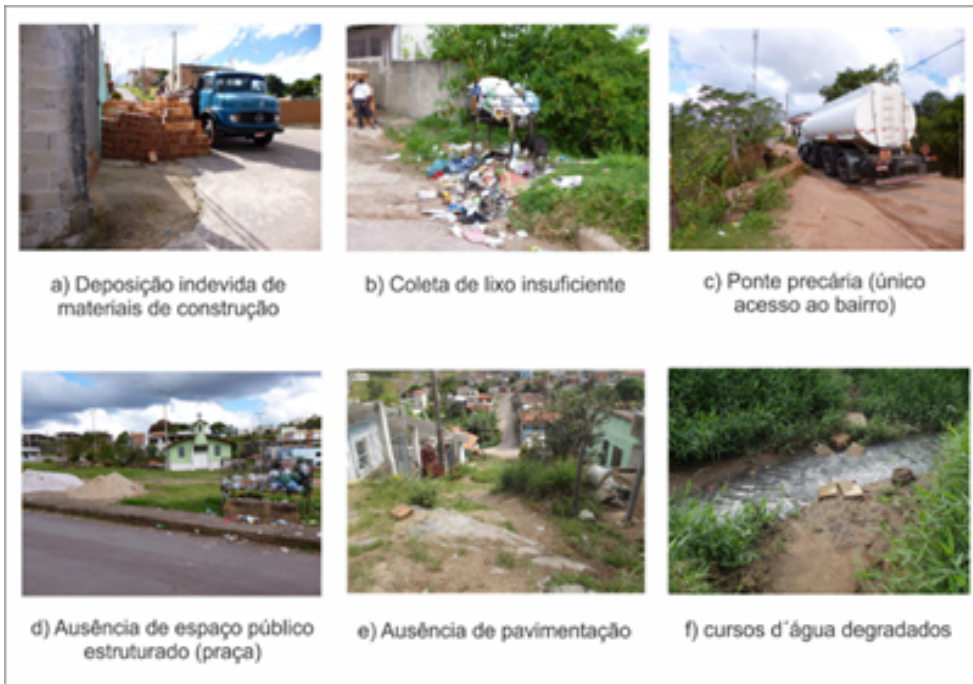 a) Deposição indevida de
materiais de construção
b) Coleta de lixo insuficiente
c) Ponte precária (único
acesso ao bairro)
d) Ausência de espaço público
estruturado (praça)
e) Ausência de pavimentação
f) cursos d´água degradados